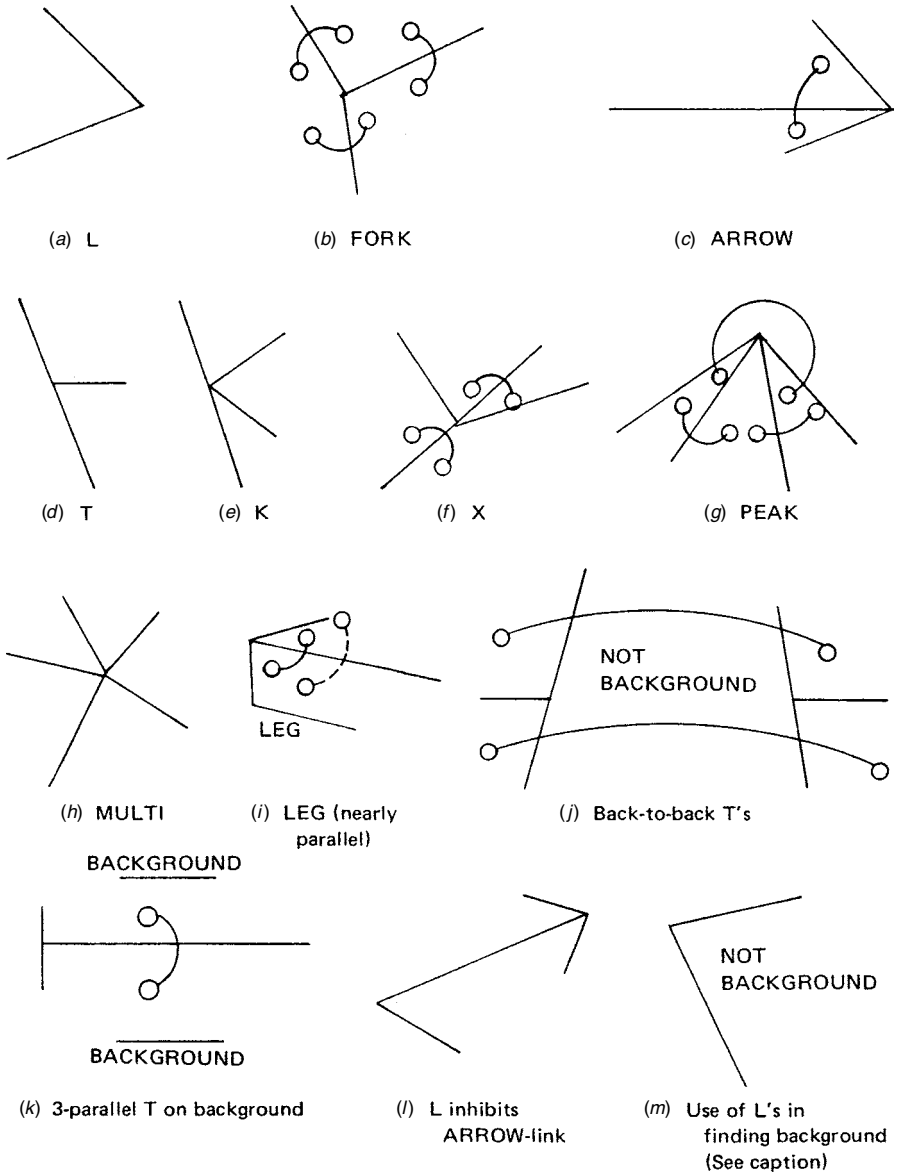 (a) L
(b) FORK
(c) ARROW
(d) T
(e) K
(f) X
(g) PEAK
LEG
NOT
BACKGROUND
(h) MULTI
(i) LEG (nearly
parallel)
(j) Back-to-back T's
BACKGROUND
BACKGROUND
NOT
BACKGROUND
(k) 3-parallel T on background
(l) L inhibits
ARROW-link
(m) Use of L's in
finding background
(See caption)